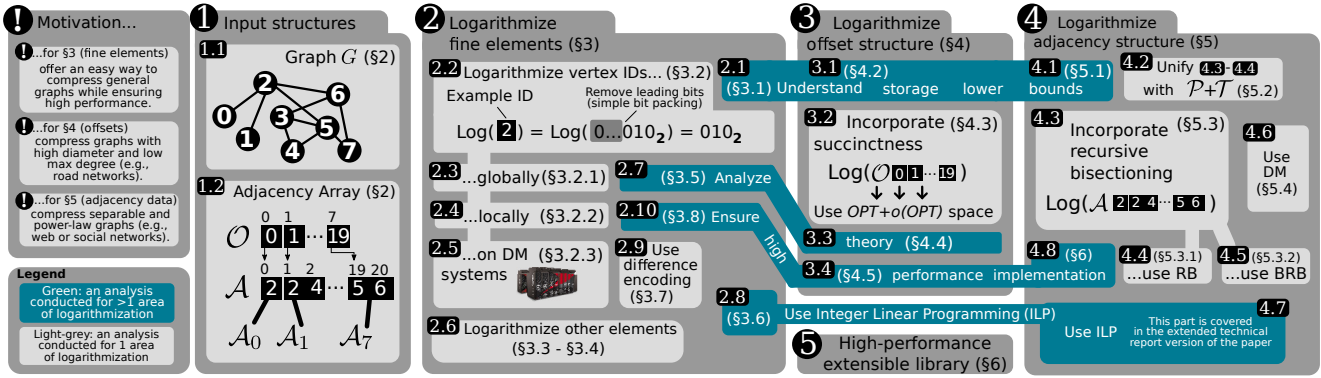 ! Motivation...
! ...for §3 (fine elements)
offer an easy way to
compress general
graphs while ensuring
high performance.
! ...for §4 (offsets)
compress graphs with
high diameter and low
max degree (e.g.,
road networks).
! ...for §5 (adjacency data)
compress separable and
power-law graphs (e.g.,
web or social networks).
Legend
Green: an analysis
conducted for >1 area
of logarithmization
Light-grey: an analysis
conducted for 1 area
of logarithmization
1 Input structures
1.1 Graph G (§2)
2
6
0
3
1
5
4
7
1.2 Adjacency Array (§2)
0 1 7
𝒪 0 1 ... 19
0 1 2 19 20
𝒜 2 2 4 ... 5 6
𝒜0 𝒜1 𝒜7
2 Logarithmize
fine elements (§3)
2.2 Logarithmize vertex IDs... (§3.2)
Example ID
Remove leading bits
(simple bit packing)
Log( 2 ) = Log( 0...010₂) = 010₂
2.3 ...globally (§3.2.1)
2.4 ...locally (§3.2.2)
2.5 ...on DM (§3.2.3)
systems
2.6 Logarithmize other elements
(§3.3 - §3.4)
2.9 Use
difference
encoding
(§3.7)
2.1
(§3.1) Understand storage lower bounds
2.7 (§3.5) Analyze
2.10 (§3.8) Ensure
high
2.8
(§3.6) Use Integer Linear Programming (ILP)
3 Logarithmize
offset structure (§4)
3.1 (§4.2)
3.2 Incorporate (§4.3)
succinctness
Log(𝒪 0 1 ... 19 )
Use OPT+o(OPT) space
3.3 theory (§4.4)
3.4 (§4.5) performance implementation
5 High-performance
extensible library (§6)
4 Logarithmize
adjacency structure (§5)
4.1 (§5.1)
4.2 Unify 4.3 - 4.4
with 𝒫+𝒯 (§5.2)
4.3 (§5.3)
Incorporate
recursive
bisectioning
Log(𝒜 2 2 4 ... 5 6 )
4.6
Use
DM
(§5.4)
4.8 (§6)
4.4 (§5.3.1)
...use RB
4.5 (§5.3.2)
...use BRB
4.7
Use ILP
This part is covered
in the extended technical
report version of the paper